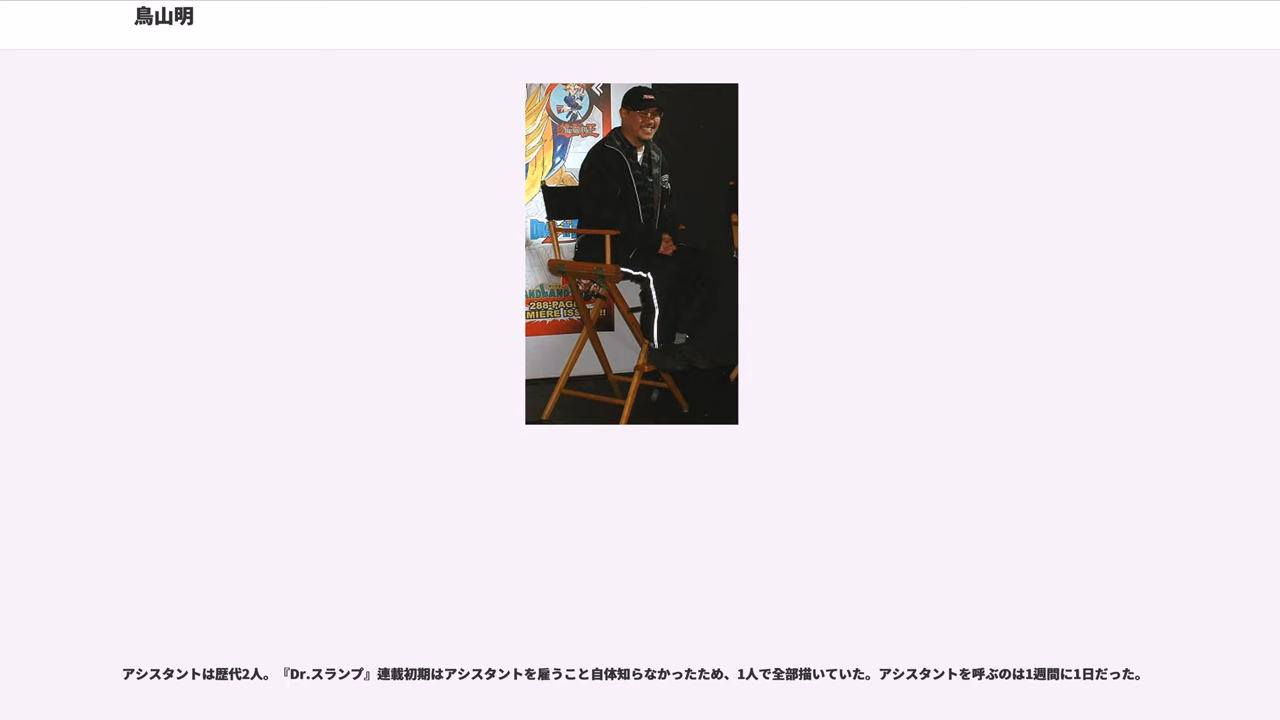 鳥山明
288-PAGE
アシスタントは歴代2人。『Dr.スランプ』連載初期はアシスタントを雇うこと自体知らなかったため、1人で全部描いていた。アシスタントを呼ぶのは1週間に1日だった。